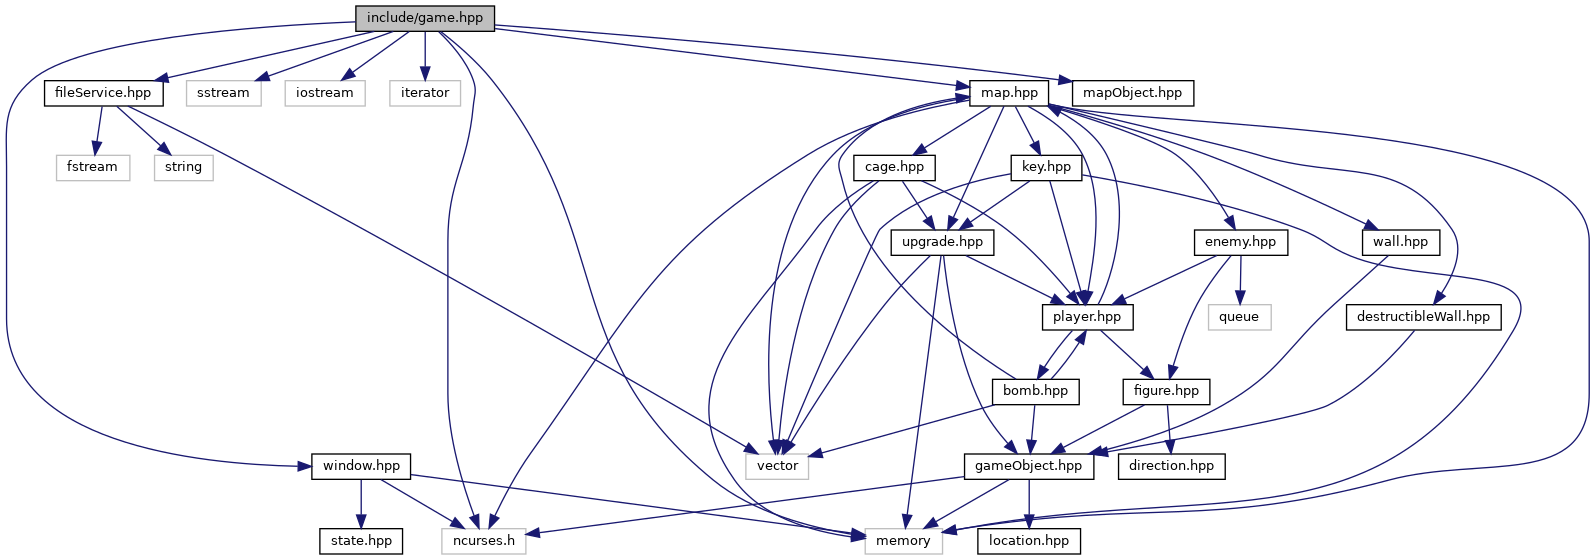 include/game.hpp
fileService.hpp
sstream
iostream
iterator
map.hpp
mapObject.hpp
fstream
string
cage.hpp
key.hpp
upgrade.hpp
enemy.hpp
wall.hpp
player.hpp
queue
destructibleWall.hpp
bomb.hpp
figure.hpp
window.hpp
vector
gameObject.hpp
direction.hpp
state.hpp
ncurses.h
memory
location.hpp